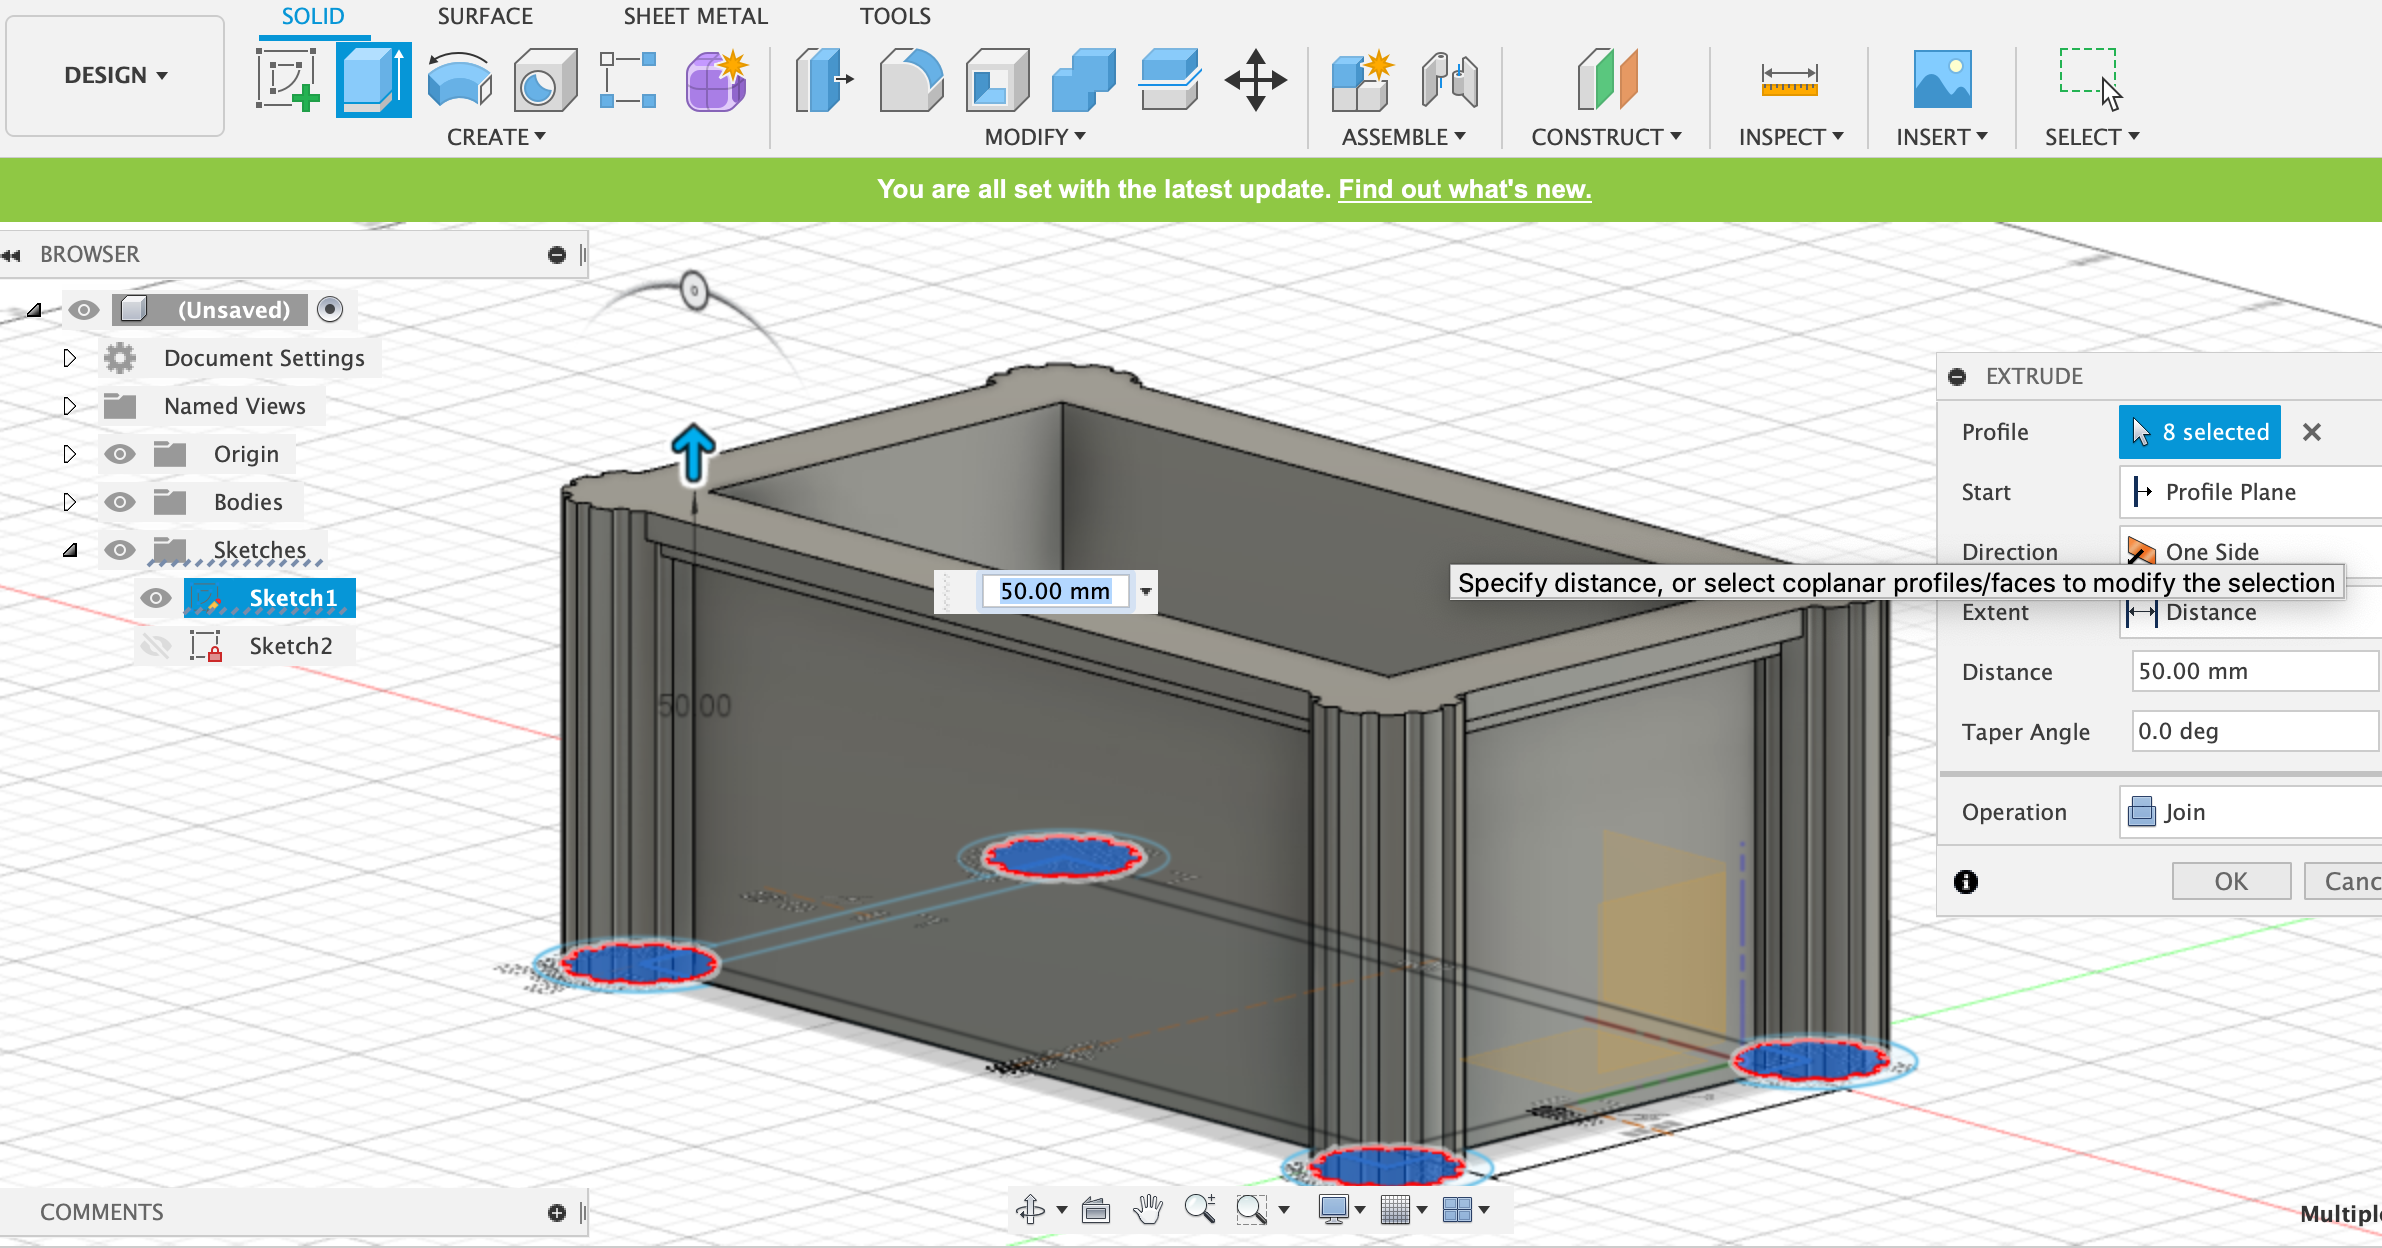 SOLID SURFACE SHEET METAL TOOLS
DESIGN
CREATE MODIFY ASSEMBLE CONSTRUCT INSPECT INSERT SELECT
You are all set with the latest update. Find out what's new.
BROWSER
(Unsaved)
Document Settings
Named Views
Origin
Bodies
Sketches
Sketch1
Sketch2
50.00 mm
50.00
EXTRUDE
Profile 8 selected
Start Profile Plane
Direction One Side
Specify distance, or select coplanar profiles/faces to modify the selection
Extent Distance
Distance 50.00 mm
Taper Angle 0.0 deg
Operation Join
OK Canc
COMMENTS
Multiple